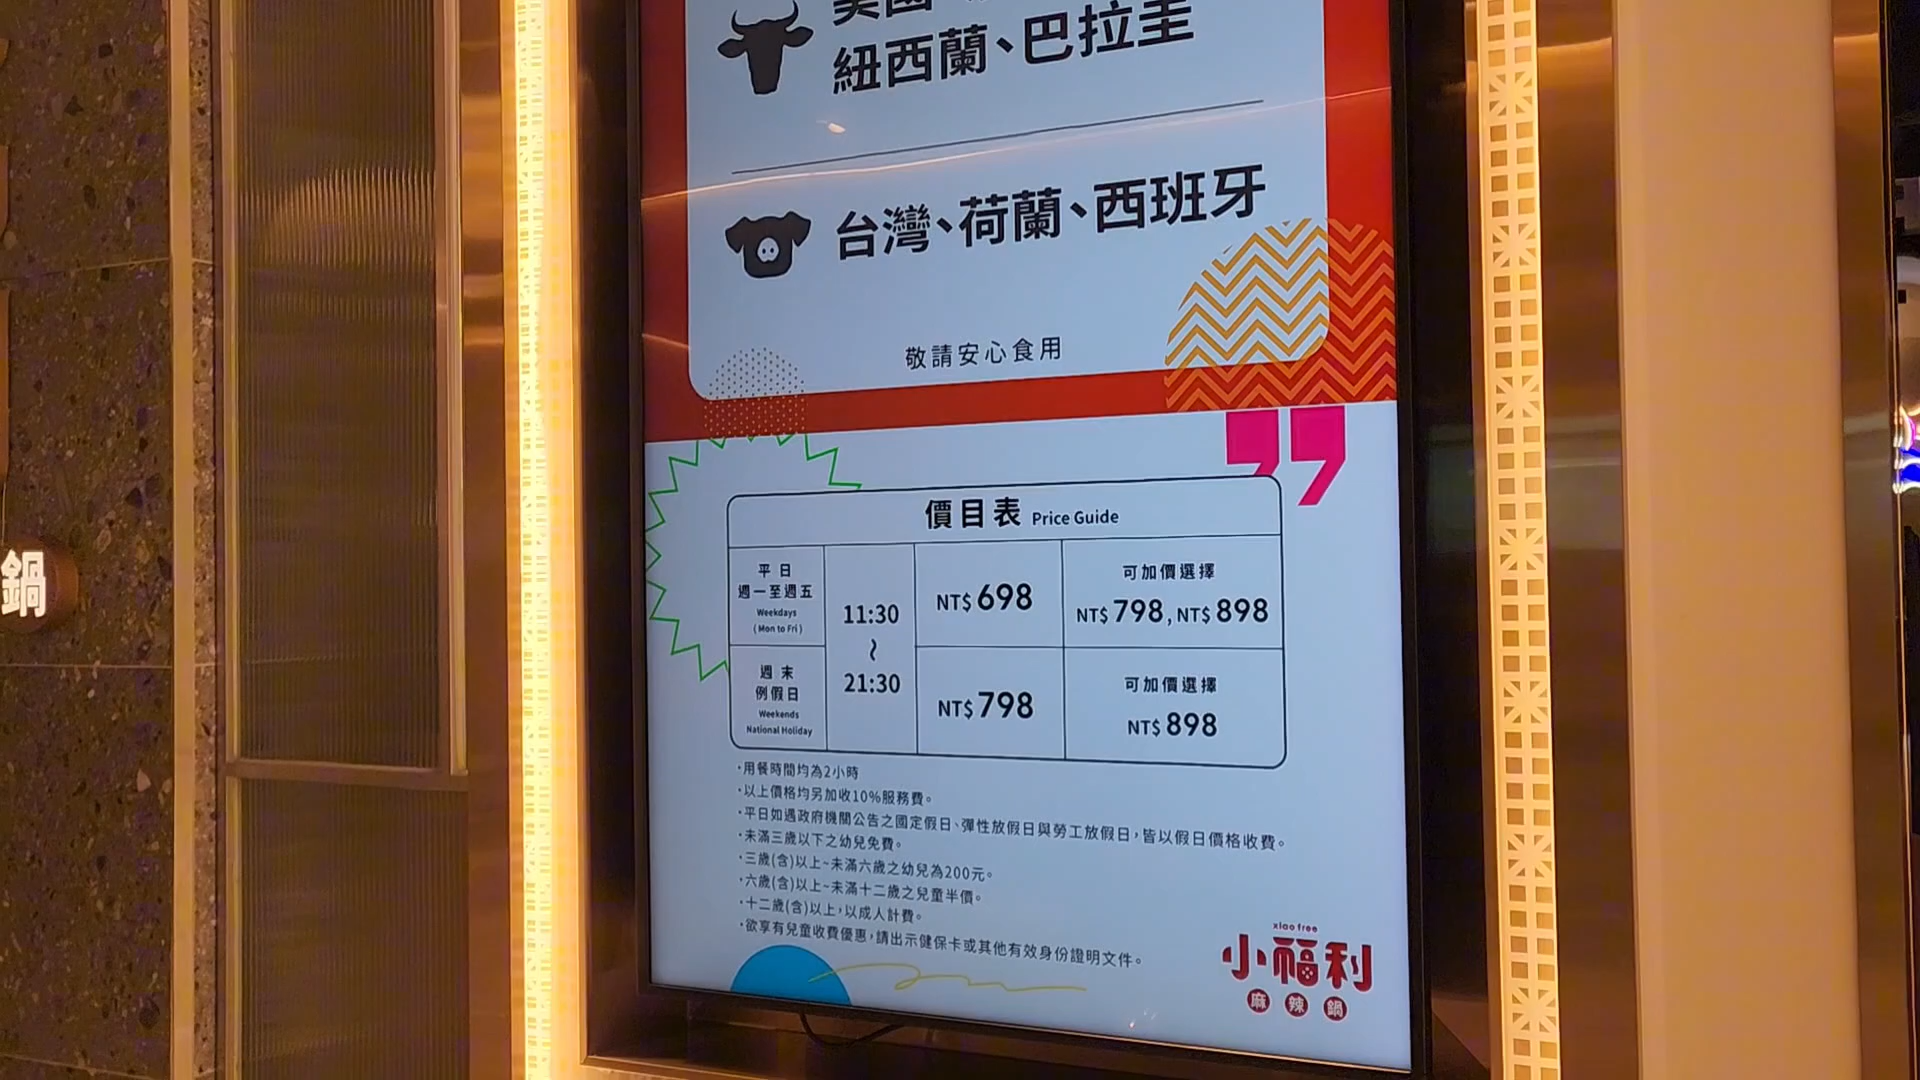 美國
紐西蘭、巴拉圭
台灣、荷蘭、西班牙
敬請安心食用
價目表 Price Guide
平日
週一至週五
Weekdays
(Mon to Fri)
11:30
~
21:30
NT$ 698
可加價選擇
NT$ 798, NT$ 898
週末
例假日
Weekends
National Holiday
NT$ 798
可加價選擇
NT$ 898
·用餐時間均為2小時
·以上價格均另加收10%服務費。
·平日如遇政府機關公告之國定假日、彈性放假日與勞工放假日,皆以假日價格收費。
·未滿三歲以下之幼兒免費。
·三歲(含)以上~未滿六歲之幼兒為200元。
·六歲(含)以上~未滿十二歲之兒童半價。
·十二歲(含)以上,以成人計費。
·欲享有兒童收費優惠,請出示健保卡或其他有效身份證明文件。
xiao free
小福利
麻辣鍋
鍋